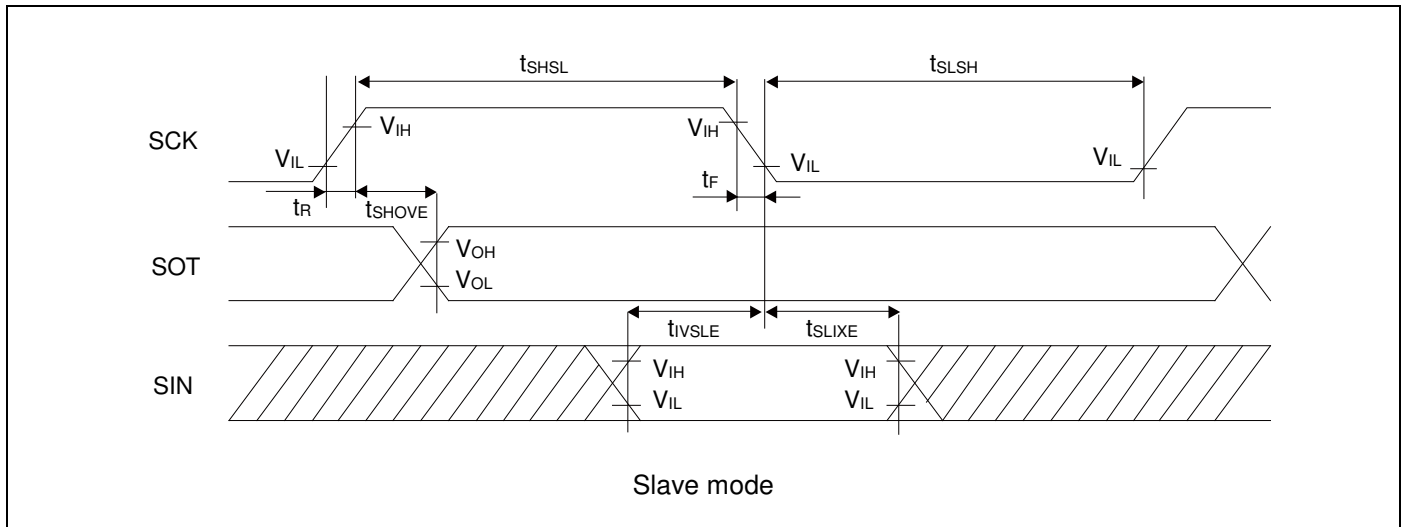 tSHSL
tSLSH
SCK
VIH
VIH
VIL
VIL
VIL
tR
tSHOVE
tF
SOT
VOH
VOL
tIVSLE
tSLIXE
SIN
VIH
VIH
VIL
VIL
Slave mode